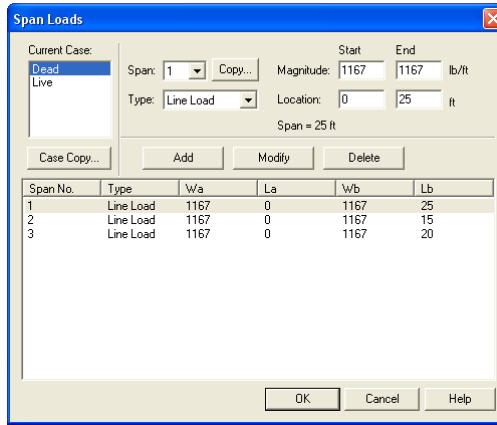 Span Loads
Current Case:
Dead
Live
Case Copy...
Span: 1 Copy...
Type: Line Load
Start End
Magnitude: 1167 1167 lb/ft
Location: 0 25 ft
Span = 25 ft
Add Modify Delete
Span No. Type Wa La Wb Lb
1 Line Load 1167 0 1167 25
2 Line Load 1167 0 1167 15
3 Line Load 1167 0 1167 20
OK Cancel Help